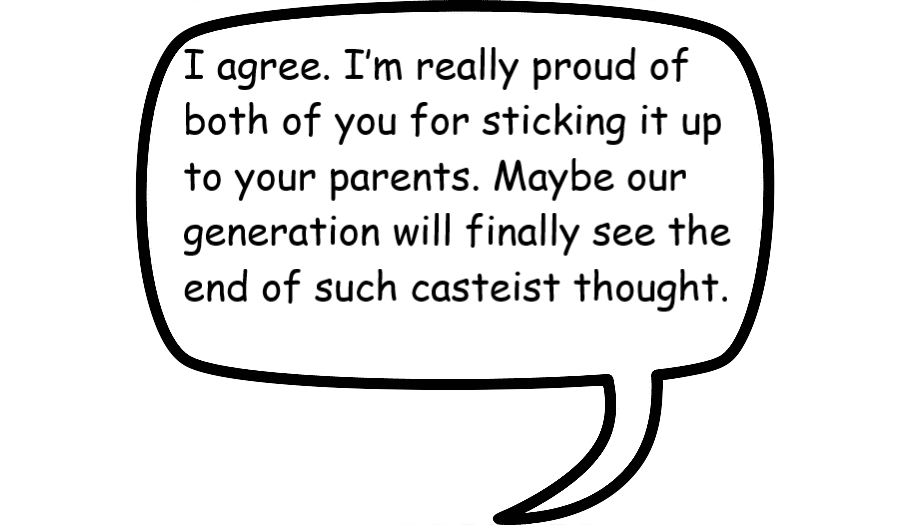 I agree. I'm really proud of
both of you for sticking it up
to your parents. Maybe our
generation will finally see the
end of such casteist thought.